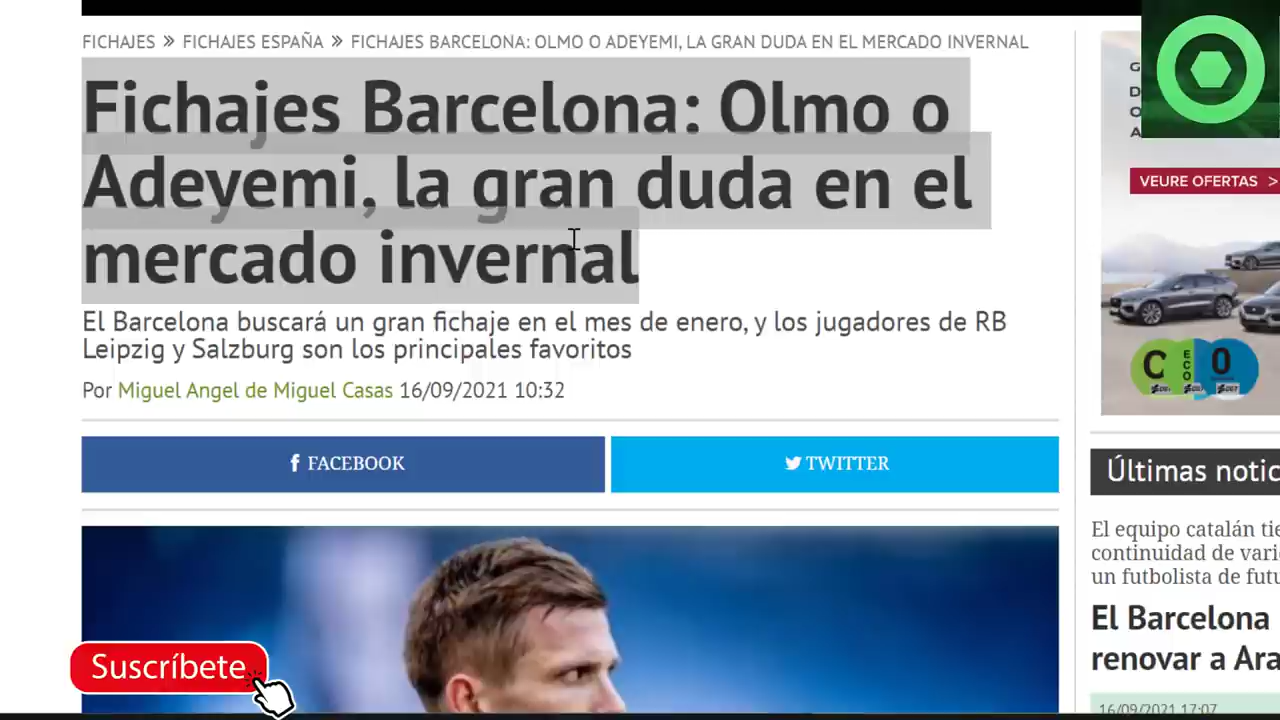 FICHAJES » FICHAJES ESPAÑA » FICHAJES BARCELONA: OLMO O ADEYEMI, LA GRAN DUDA EN EL MERCADO INVERNAL
Fichajes Barcelona: Olmo o
Adeyemi, la gran duda en el
mercado invernal
El Barcelona buscará un gran fichaje en el mes de enero, y los jugadores de RB
Leipzig y Salzburg son los principales favoritos
Por Miguel Angel de Miguel Casas 16/09/2021 10:32
FACEBOOK
TWITTER
Suscríbete
G
D
O
A
VEURE OFERTAS >
C
ECO
0
Últimas notic
El equipo catalán tie
continuidad de vari
un futbolista de futu
El Barcelona
renovar a Ara
16/09/2021 17:07